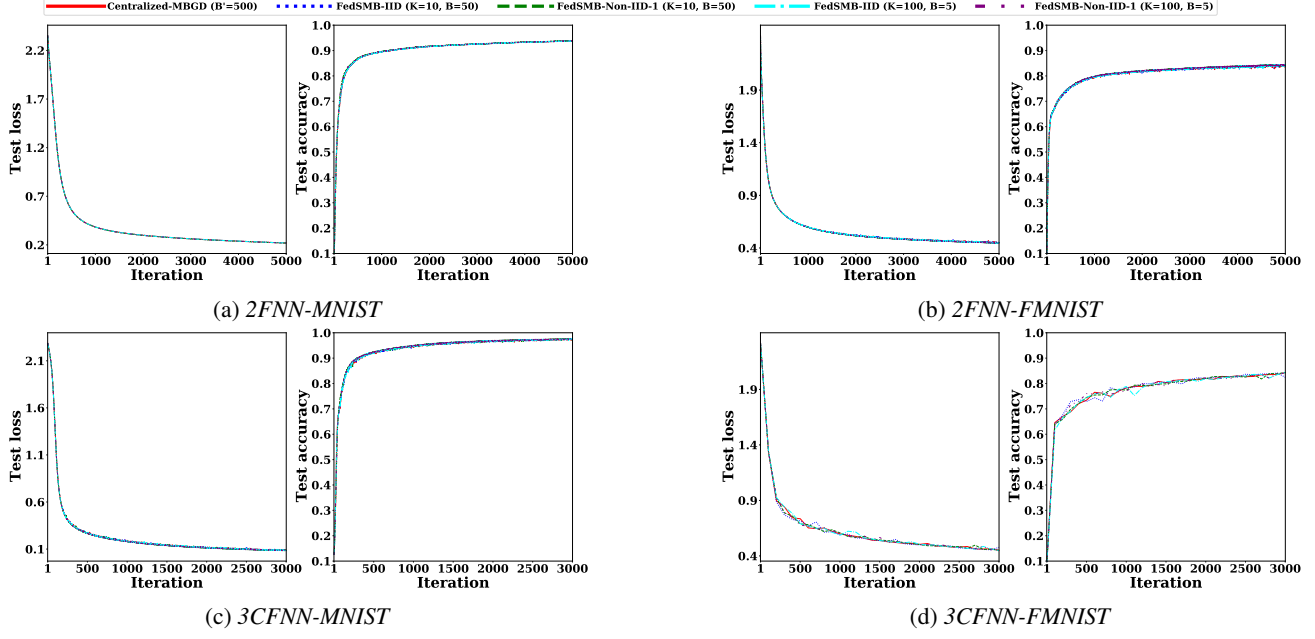 Centralized-MBGD (B'=500) FedSMB-IID (K=10, B=50) FedSMB-Non-IID-1 (K=10, B=50) FedSMB-IID (K=100, B=5) FedSMB-Non-IID-1 (K=100, B=5)
Test loss
2.2
1.7
1.2
0.7
0.2
1 1000 2000 3000 4000 5000
Iteration
Test accuracy
1.0
0.9
0.8
0.7
0.6
0.5
0.4
0.3
0.2
0.1
1 1000 2000 3000 4000 5000
Iteration
(a) 2FNN-MNIST
Test loss
1.9
1.4
0.9
0.4
1 1000 2000 3000 4000 5000
Iteration
Test accuracy
1.0
0.9
0.8
0.7
0.6
0.5
0.4
0.3
0.2
0.1
1 1000 2000 3000 4000 5000
Iteration
(b) 2FNN-FMNIST
Test loss
2.1
1.6
1.1
0.6
0.1
1 500 1000 1500 2000 2500 3000
Iteration
Test accuracy
1.0
0.9
0.8
0.7
0.6
0.5
0.4
0.3
0.2
0.1
1 500 1000 1500 2000 2500 3000
Iteration
(c) 3CFNN-MNIST
Test loss
1.9
1.4
0.9
0.4
1 500 1000 1500 2000 2500 3000
Iteration
Test accuracy
1.0
0.9
0.8
0.7
0.6
0.5
0.4
0.3
0.2
0.1
1 500 1000 1500 2000 2500 3000
Iteration
(d) 3CFNN-FMNIST